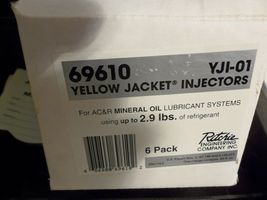 69610
YJI-01
YELLOW JACKET® INJECTORS
For AC&R MINERAL OIL LUBRICANT SYSTEMS
using up to 2.9 lbs. of refrigerant
6 Pack
Ritchie
ENGINEERING
COMPANY INC